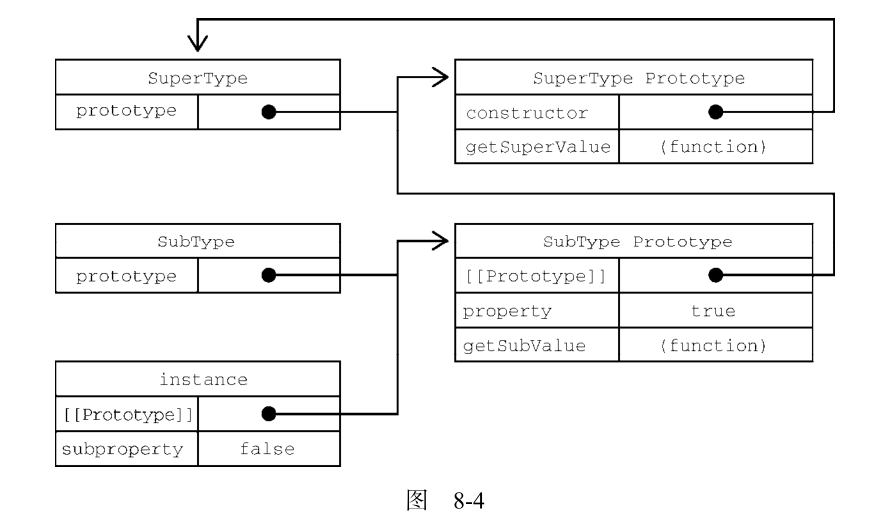 SuperType
prototype
SuperType Prototype
constructor
getSuperValue (function)
SubType
prototype
SubType Prototype
[[Prototype]]
property true
getSubValue (function)
instance
[[Prototype]]
subproperty false
图 8-4